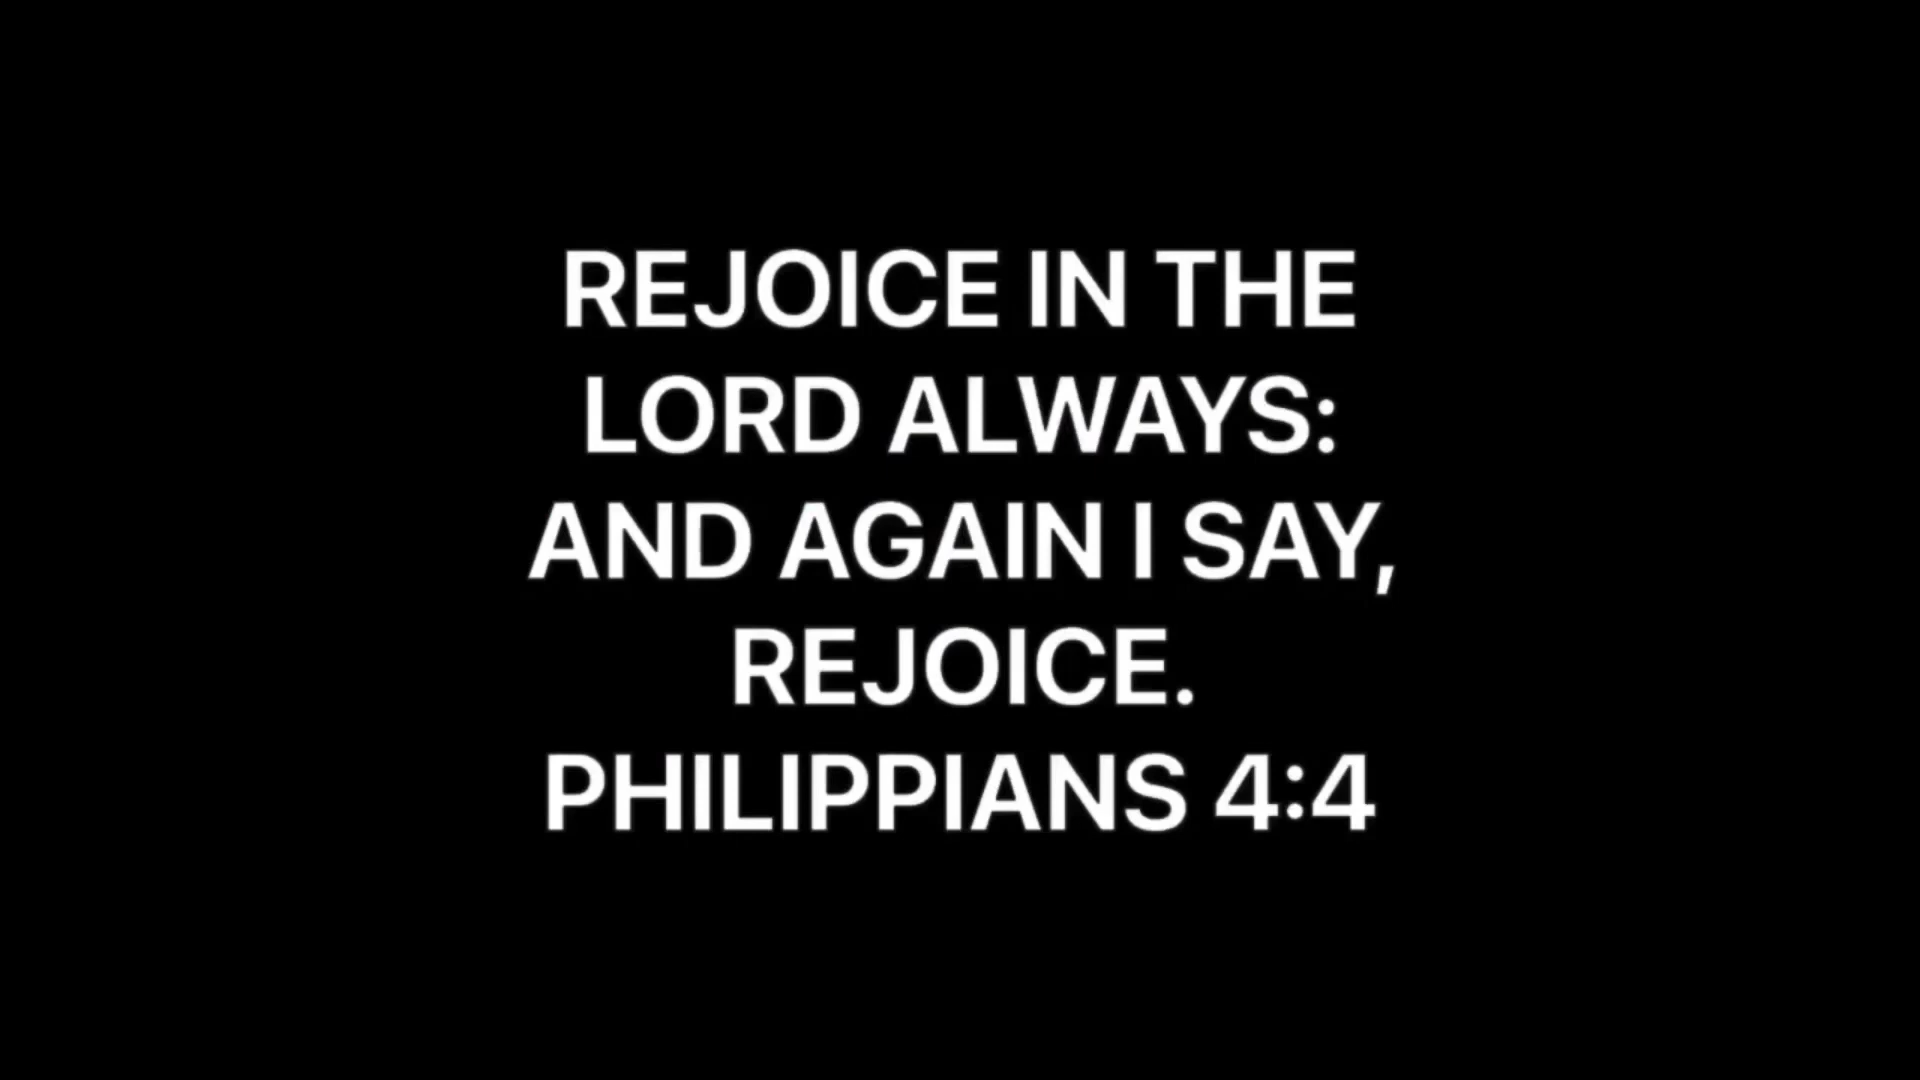 REJOICE IN THE
LORD ALWAYS:
AND AGAIN I SAY,
REJOICE.
PHILIPPIANS 4:4